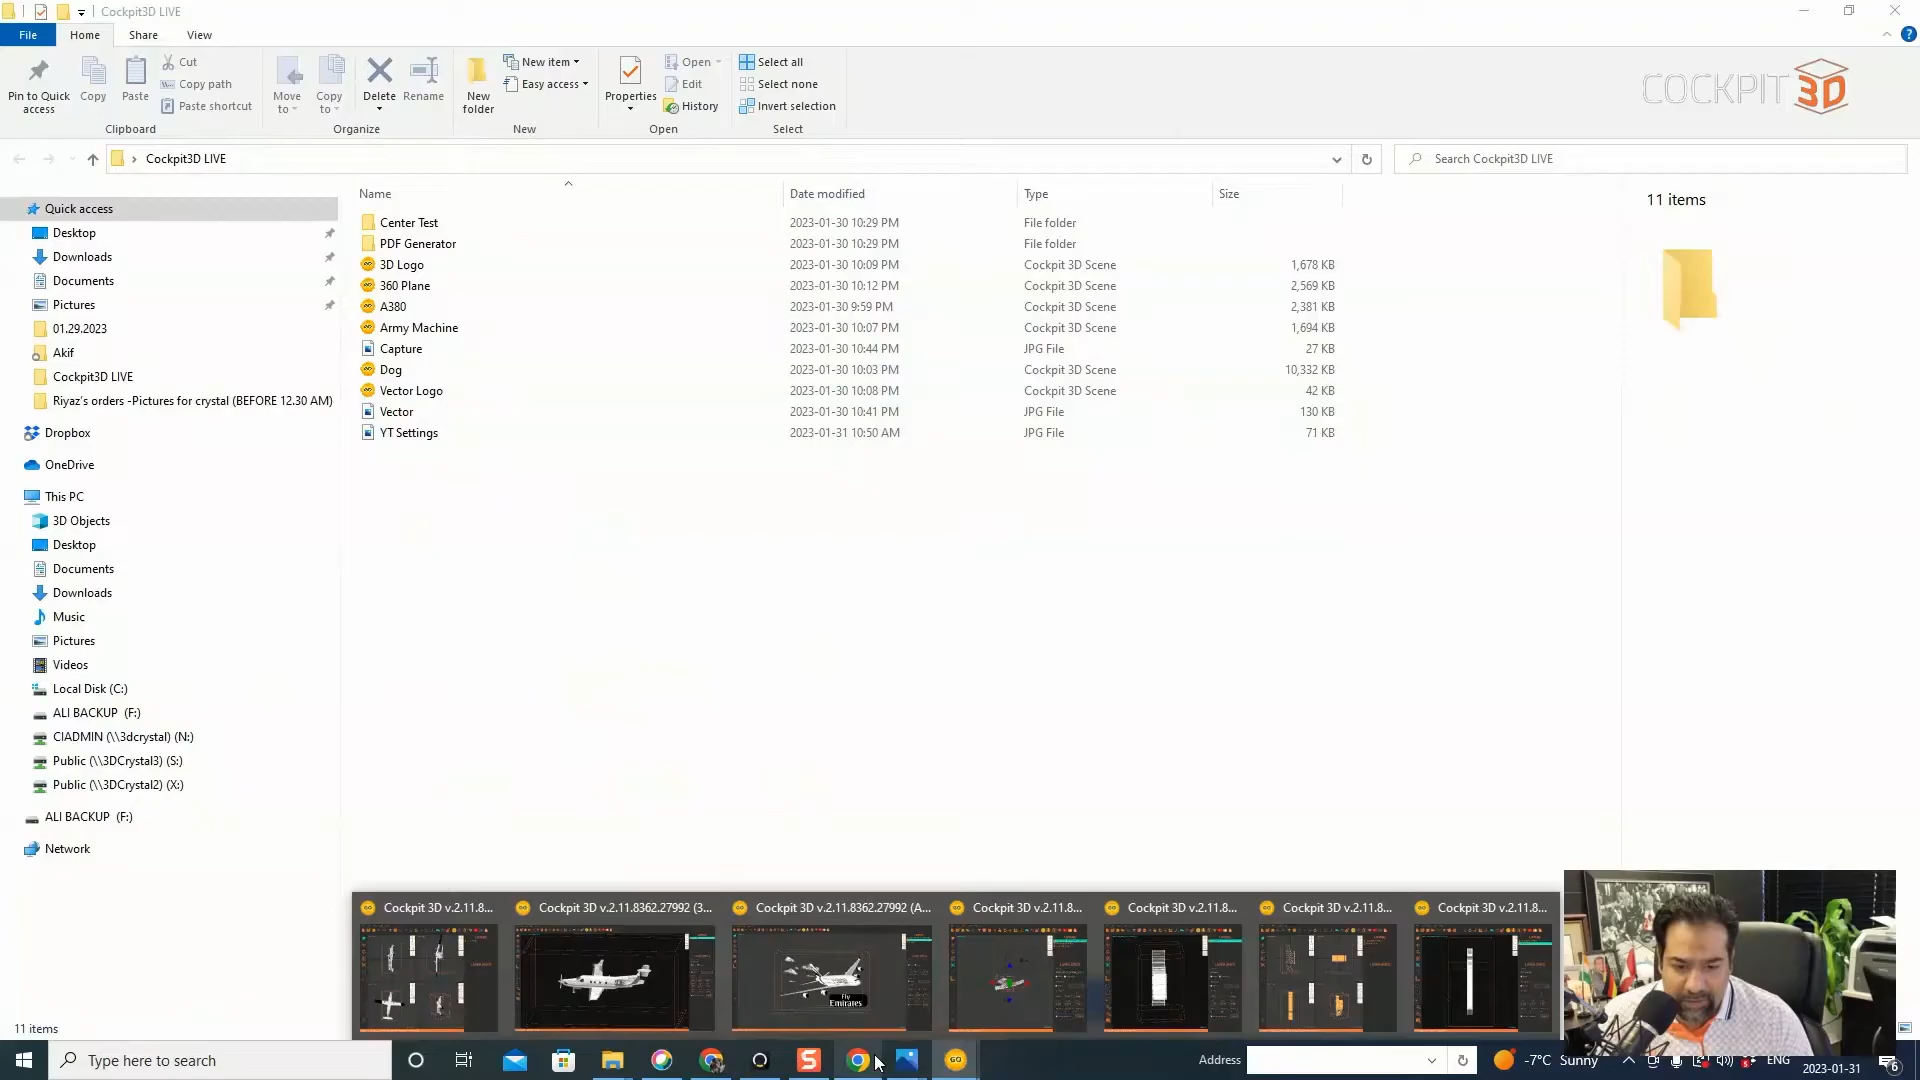 Cockpit3D LIVE
File Home Share View
Pin to Quick access
Copy
Paste
Cut
Copy path
Paste shortcut
Clipboard
Move to
Copy to
Delete
Rename
Organize
New folder
New item
Easy access
New
Properties
Open
Edit
History
Open
Select all
Select none
Invert selection
Select
COCKPIT 3D
Cockpit3D LIVE
Search Cockpit3D LIVE
Quick access
Desktop
Downloads
Documents
Pictures
01.29.2023
Akif
Cockpit3D LIVE
Riyaz's orders -Pictures for crystal (BEFORE 12.30 AM)
Dropbox
OneDrive
This PC
3D Objects
Desktop
Documents
Downloads
Music
Pictures
Videos
Local Disk (C:)
ALI BACKUP (F:)
CIADMIN (\\3dcrystal) (N:)
Public (\\3DCrystal3) (S:)
Public (\\3DCrystal2) (X:)
ALI BACKUP (F:)
Network
Name Date modified Type Size
Center Test 2023-01-30 10:29 PM File folder
PDF Generator 2023-01-30 10:29 PM File folder
3D Logo 2023-01-30 10:09 PM Cockpit 3D Scene 1,678 KB
360 Plane 2023-01-30 10:12 PM Cockpit 3D Scene 2,569 KB
A380 2023-01-30 9:59 PM Cockpit 3D Scene 2,381 KB
Army Machine 2023-01-30 10:07 PM Cockpit 3D Scene 1,694 KB
Capture 2023-01-30 10:44 PM JPG File 27 KB
Dog 2023-01-30 10:03 PM Cockpit 3D Scene 10,332 KB
Vector Logo 2023-01-30 10:08 PM Cockpit 3D Scene 42 KB
Vector 2023-01-30 10:41 PM JPG File 130 KB
YT Settings 2023-01-31 10:50 AM JPG File 71 KB
11 items
11 items
Cockpit 3D v.2.11.8... Cockpit 3D v.2.11.8362.27992 (3... Cockpit 3D v.2.11.8362.27992 (A... Cockpit 3D v.2.11.8... Cockpit 3D v.2.11.8... Cockpit 3D v.2.11.8... Cockpit 3D v.2.11.8...
Fly Emirates
Type here to search
S
GO
Address
-7°C Sunny
ENG
2023-01-31
6